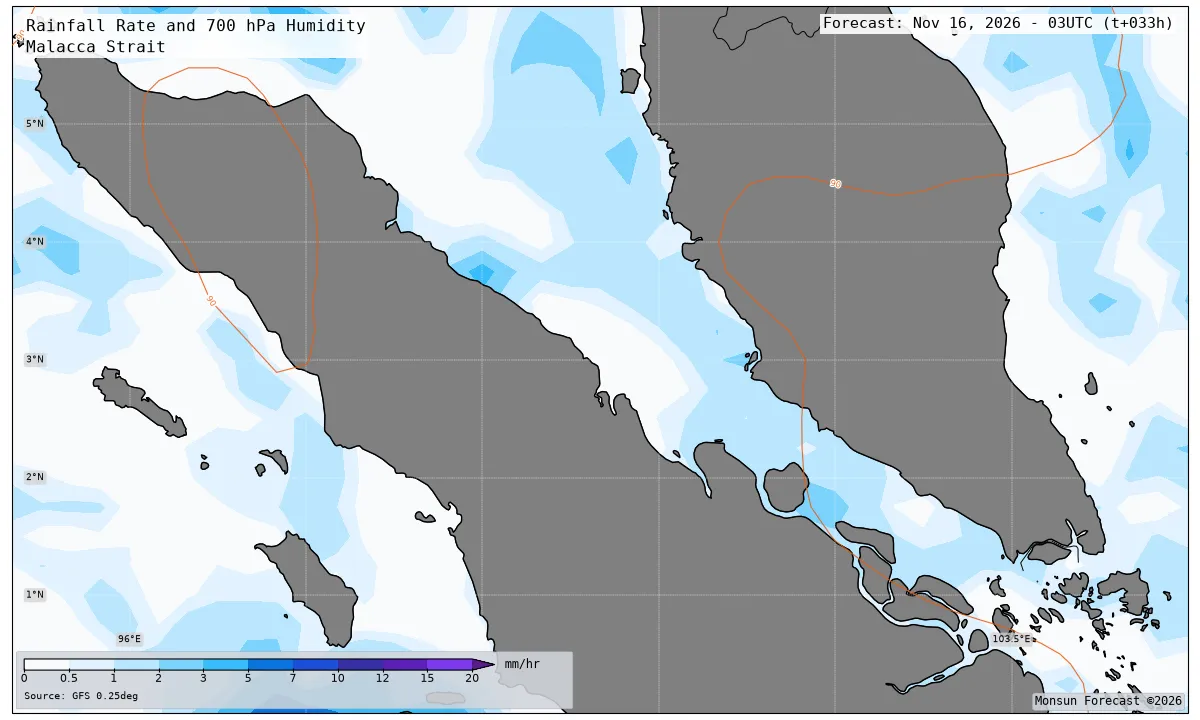 Rainfall Rate and 700 hPa Humidity
Malacca Strait
Forecast: Nov 16, 2026 - 03UTC (t+033h)
5°N
90
4°N
90
3°N
2°N
1°N
96°E
103.5°E
mm/hr
0 0.5 1 2 3 5 7 10 12 15 20
Source: GFS 0.25deg
Monsun Forecast ©2026